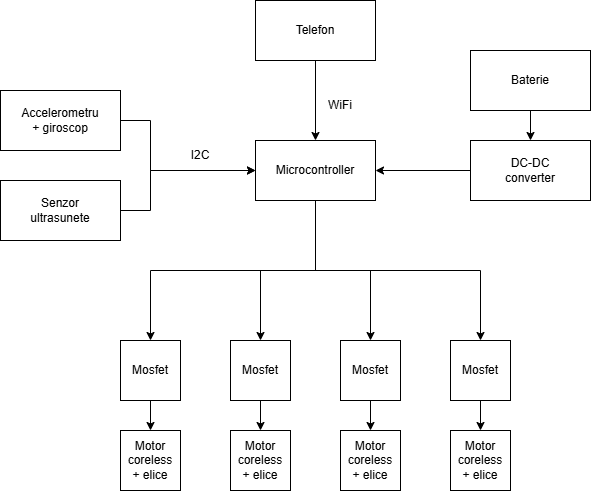 Telefon
WiFi
Baterie
Accelerometru
+ giroscop
I2C
Microcontroller
DC-DC
converter
Senzor
ultrasunete
Mosfet
Mosfet
Mosfet
Mosfet
Motor
coreless
+ elice
Motor
coreless
+ elice
Motor
coreless
+ elice
Motor
coreless
+ elice